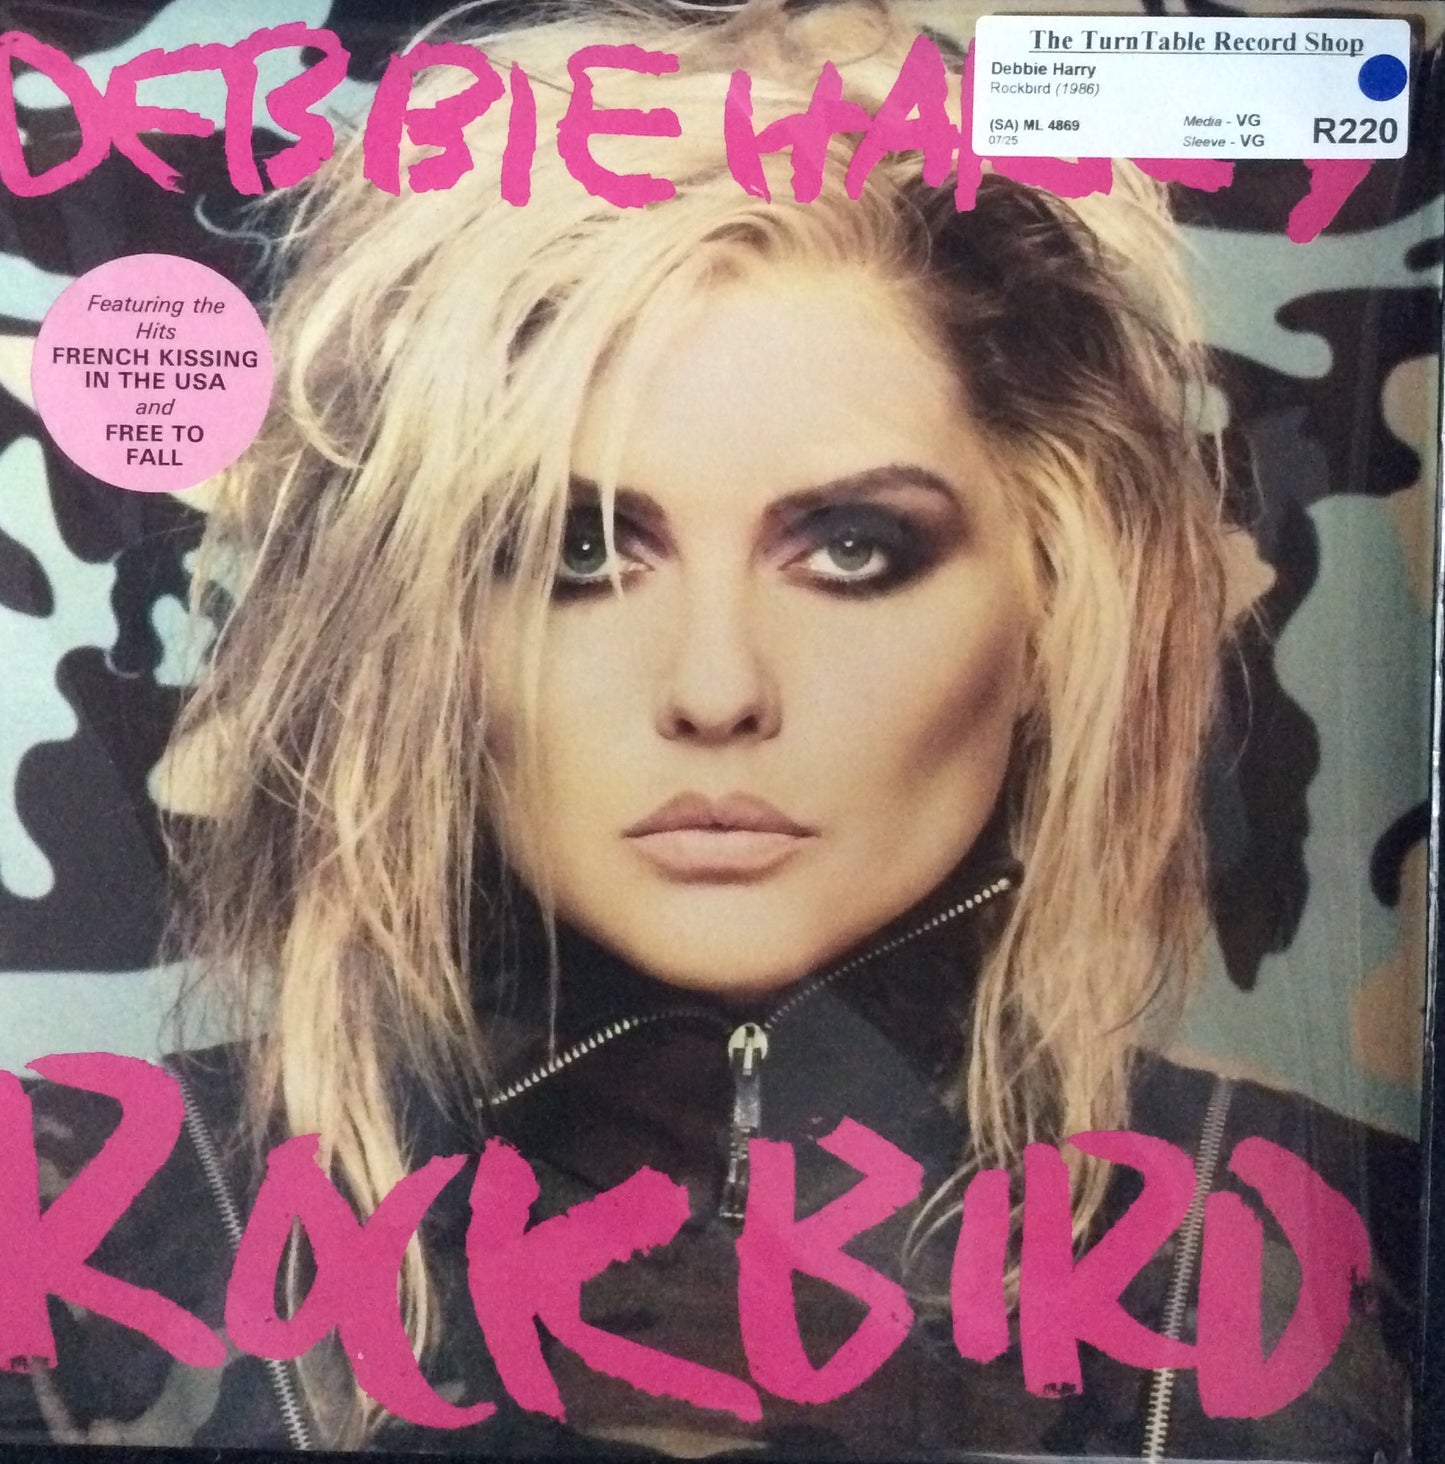 DEBBIE HARRY
The TurnTable Record Shop
Debbie Harry
Rockbird (1986)
(SA) ML 4869
07/25
Media - VG
Sleeve - VG
R220
Featuring the
Hits
FRENCH KISSING
IN THE USA
and
FREE TO
FALL
ROCKBIRD